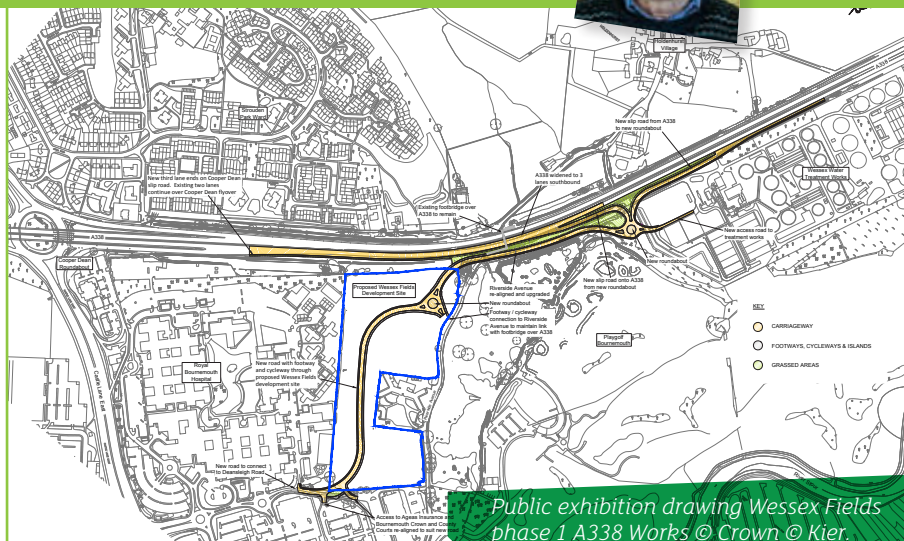 Holdenhurst
Village
A338
New slip road from A338
to new roundabout
Strouden
Park Ward
Wessex Water
Treatment Works
New third lane ends on Cooper Dean
slip road. Existing two lanes
continue over Cooper Dean flyover
A338 widened to 3
lanes southbound
Existing footbridge over
A338 to remain
New access road to
treatment works
A338
Cooper Dean
Roundabout
New roundabout
New slip road onto A338
from new roundabout
Proposed Wessex Fields
Development Site
Riverside Avenue
re-aligned and upgraded
New roundabout
Footway / cycleway
connection to Riverside
Avenue to maintain link
with footbridge over A338
KEY
CARRIAGEWAY
FOOTWAYS, CYCLEWAYS & ISLANDS
GRASSED AREAS
Playgolf
Bournemouth
Royal
Bournemouth
Hospital
New road with footway
and cycleway through
proposed Wessex Fields
development site
Castle Lane East
New road to connect
to Deansleigh Road
Access to Ageas Insurance and
Bournemouth Crown and County
Courts re-aligned to suit new road
Public exhibition drawing Wessex Fields
phase 1 A338 Works © Crown © Kier.